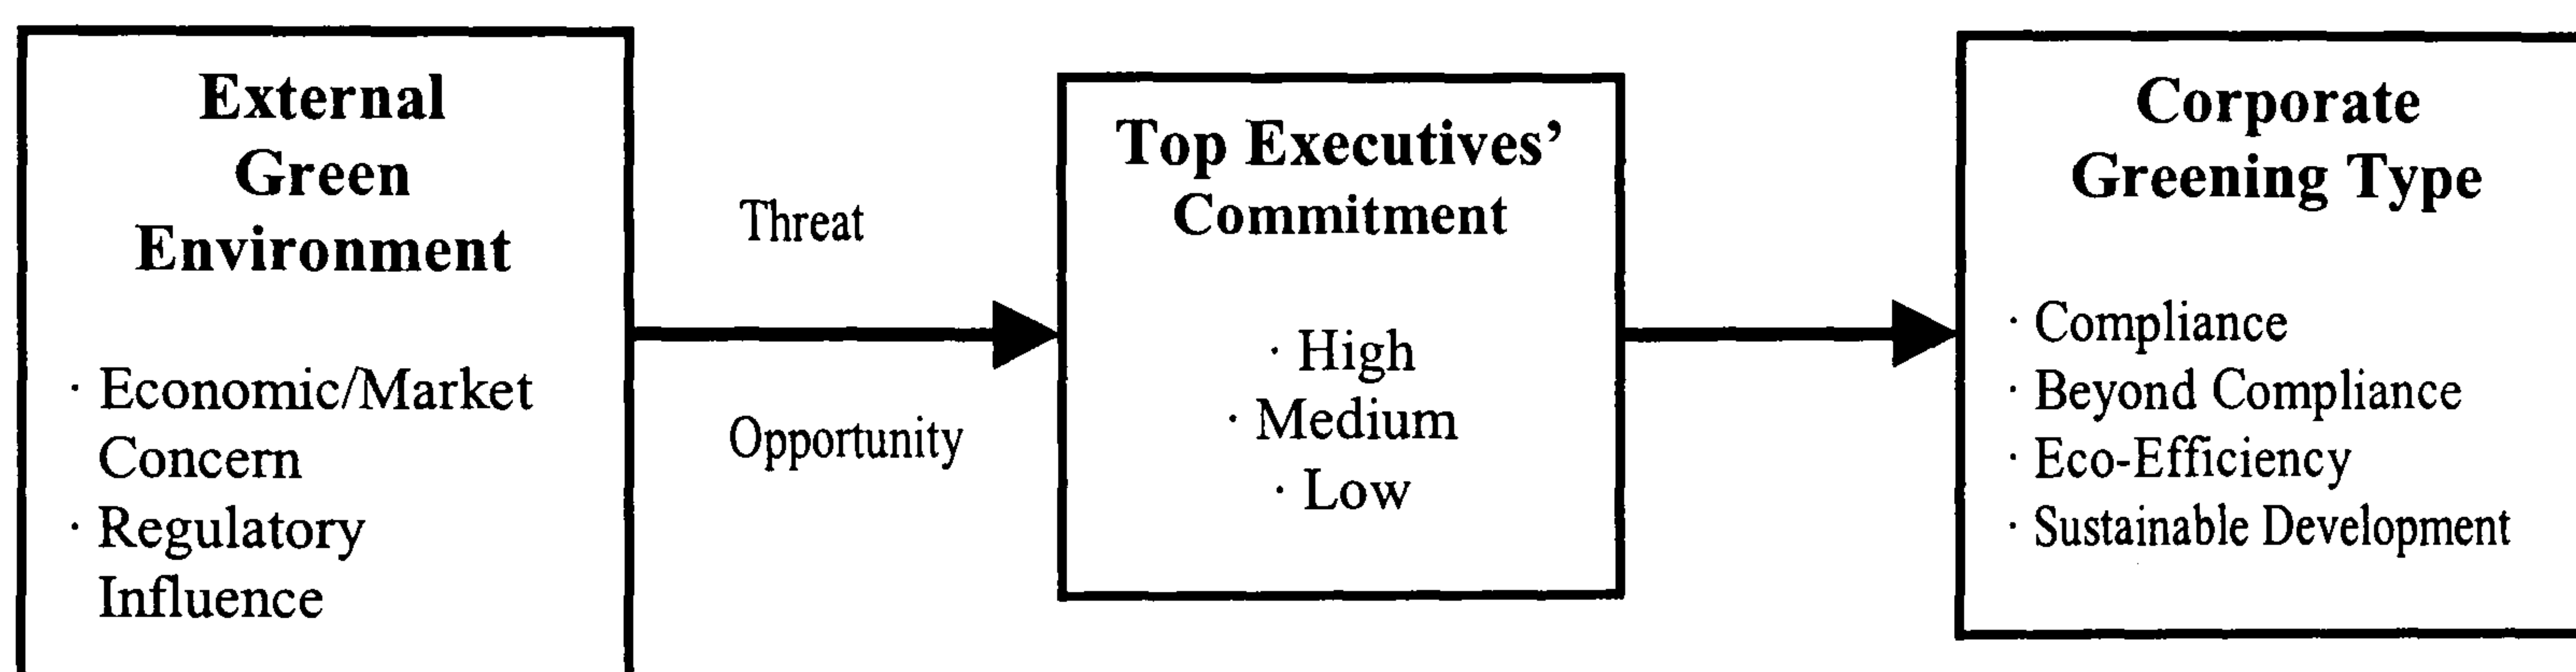 External
Green
Environment
· Economic/Market
Concern
· Regulatory
Influence
Threat
Opportunity
Top Executives’
Commitment
· High
· Medium
· Low
Corporate
Greening Type
· Compliance
· Beyond Compliance
· Eco-Efficiency
· Sustainable Development